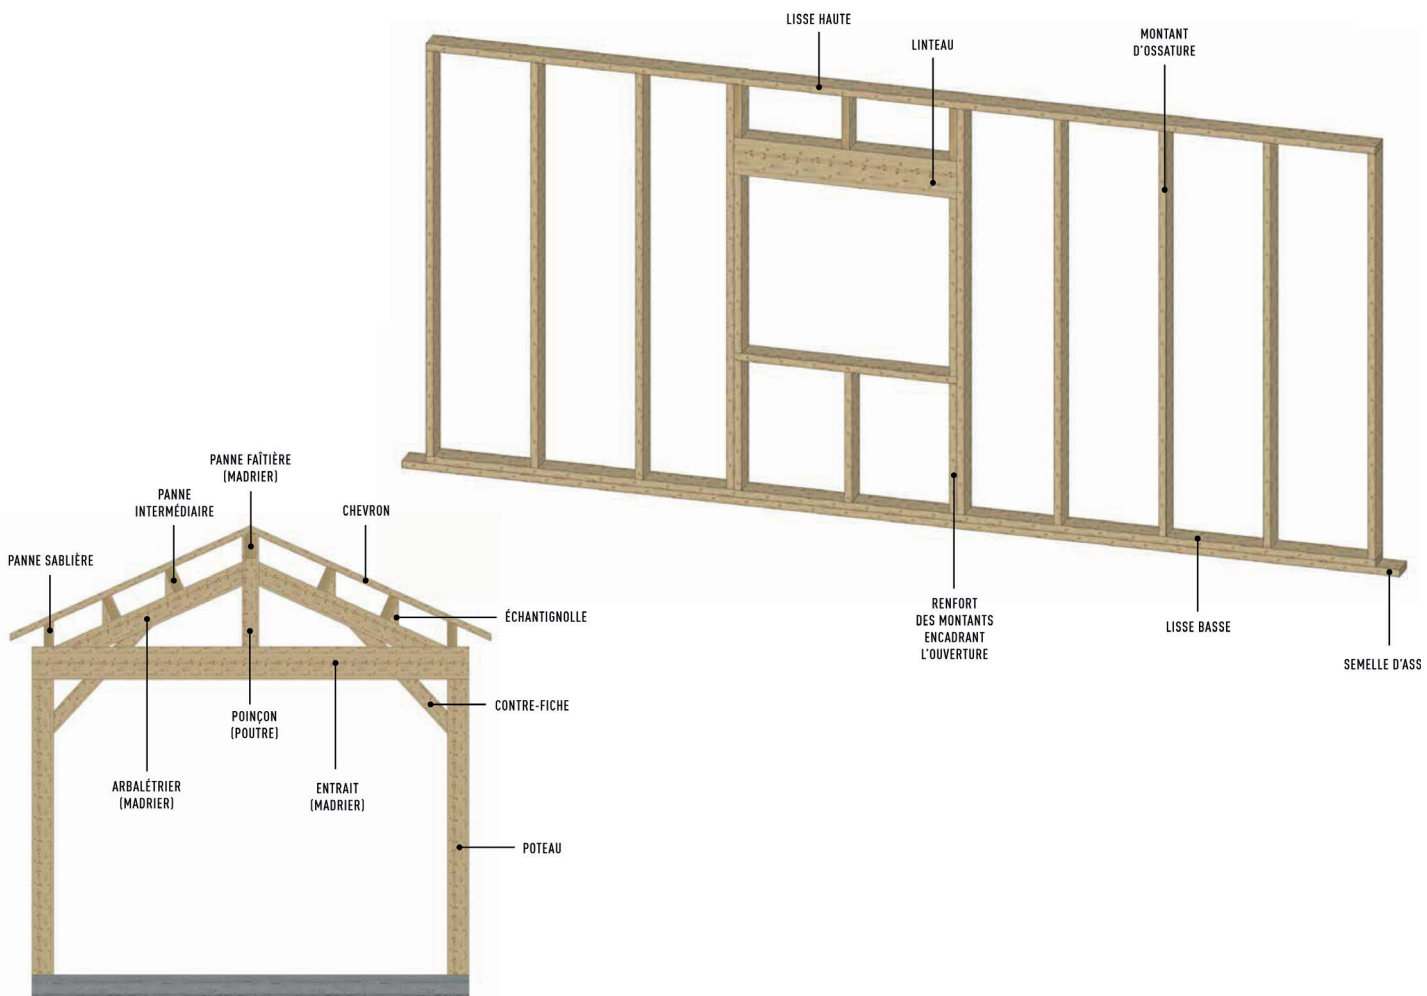 LISSE HAUTE
LINTEAU
MONTANT
D'OSSATURE
PANNE FAÎTIÈRE
(MADRIER)
PANNE
INTERMÉDIAIRE
CHEVRON
PANNE SABLIÈRE
ÉCHANTIGNOLLE
RENFORT
DES MONTANTS
ENCADRANT
L'OUVERTURE
LISSE BASSE
SEMELLE D'ASS
CONTRE-FICHE
POINÇON
(POUTRE)
ARBALÉTRIER
(MADRIER)
ENTRAIT
(MADRIER)
POTEAU